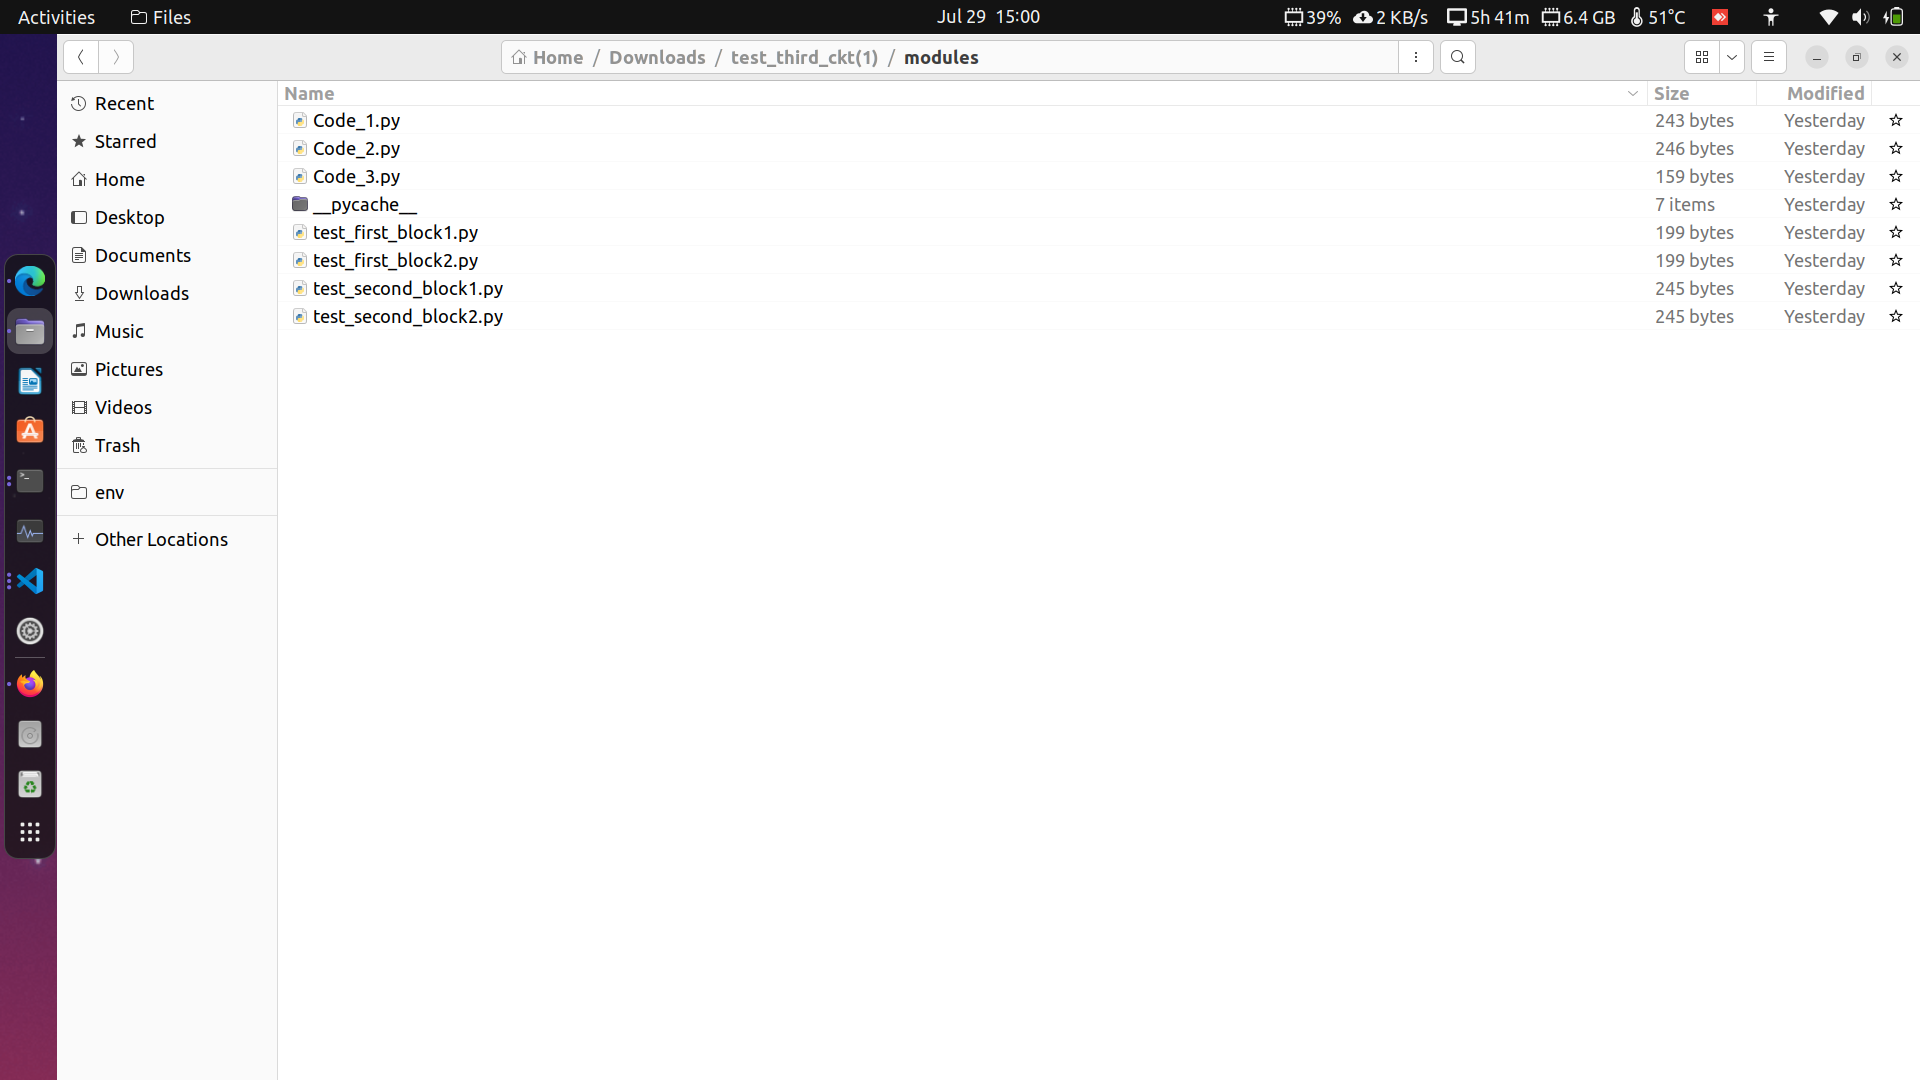 Activities Files Jul 29 15:00 39% 2 KB/s 5h 41m 6.4 GB 51°C
Home / Downloads / test_third_ckt(1) / modules
Name Size Modified
Recent
Starred
Home
Desktop
Documents
Downloads
Music
Pictures
Videos
Trash
env
Other Locations
Code_1.py 243 bytes Yesterday
Code_2.py 246 bytes Yesterday
Code_3.py 159 bytes Yesterday
__pycache__ 7 items Yesterday
test_first_block1.py 199 bytes Yesterday
test_first_block2.py 199 bytes Yesterday
test_second_block1.py 245 bytes Yesterday
test_second_block2.py 245 bytes Yesterday